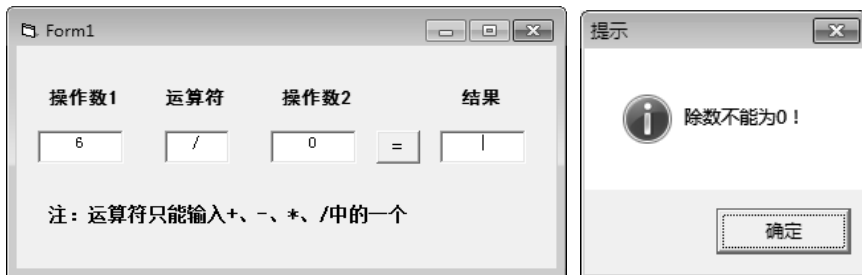 Form1
操作数1 运算符 操作数2 结果
6 / 0 =
注：运算符只能输入+、-、*、/中的一个
提示
除数不能为0！
确定